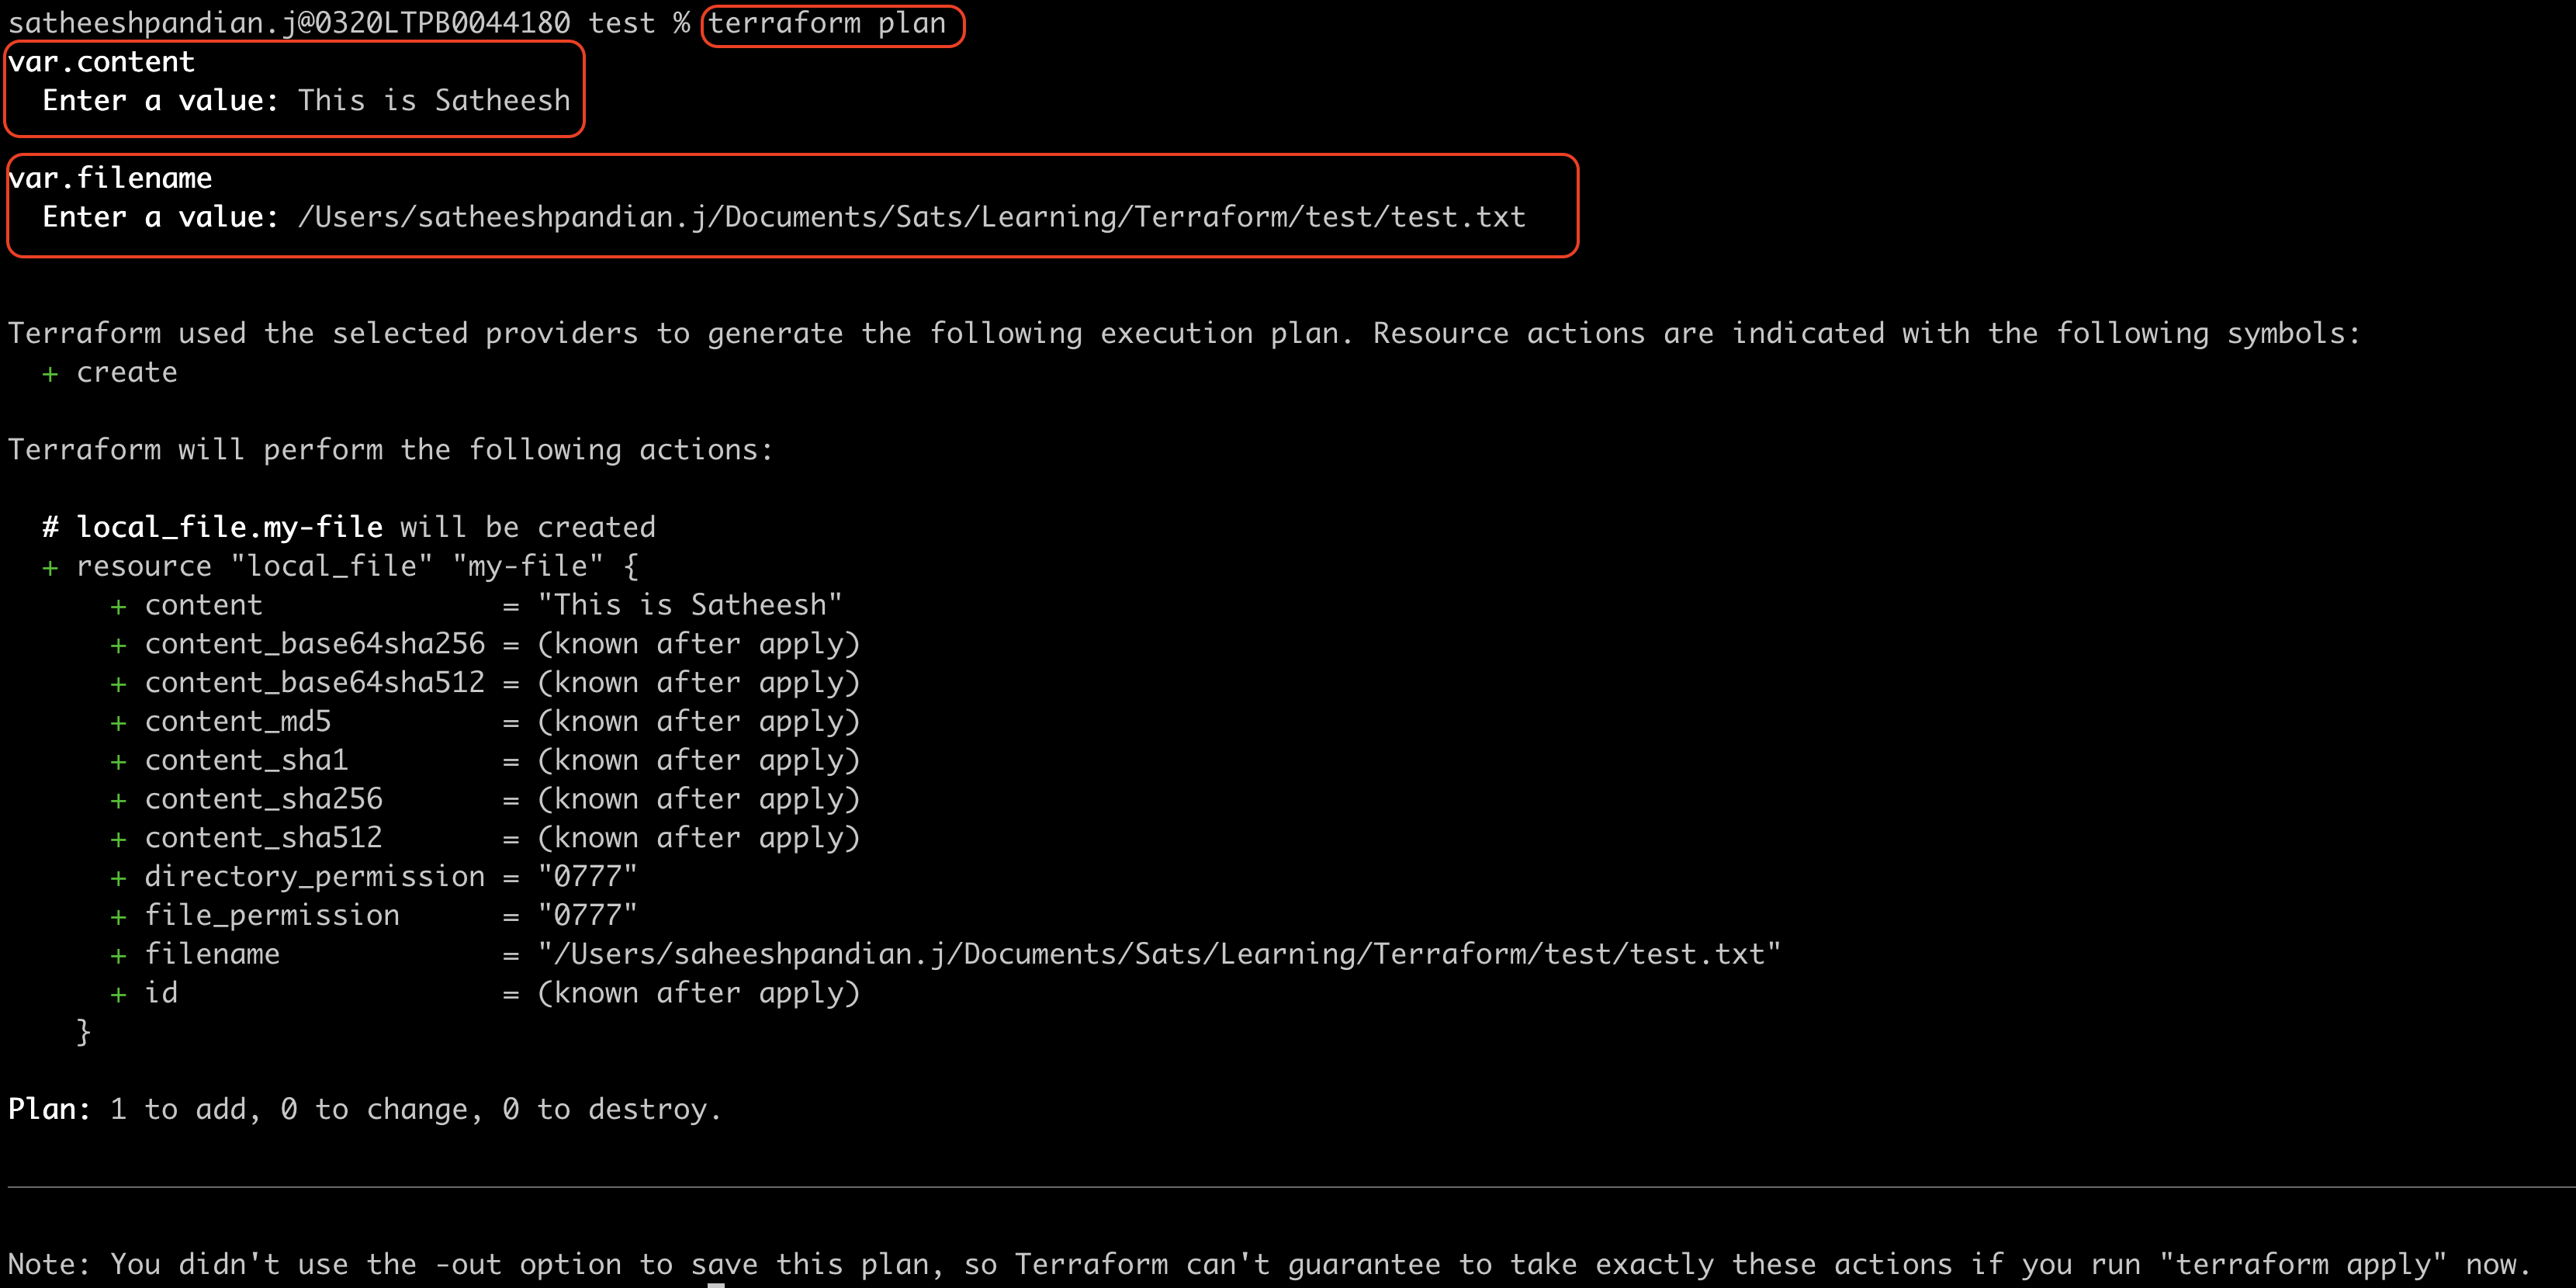 satheeshpandian.j@0320LTPB0044180 test % terraform plan
var.content
  Enter a value: This is Satheesh
var.filename
  Enter a value: /Users/satheeshpandian.j/Documents/Sats/Learning/Terraform/test/test.txt
Terraform used the selected providers to generate the following execution plan. Resource actions are indicated with the following symbols:
  + create
Terraform will perform the following actions:
  # local_file.my-file will be created
  + resource "local_file" "my-file" {
      + content              = "This is Satheesh"
      + content_base64sha256 = (known after apply)
      + content_base64sha512 = (known after apply)
      + content_md5          = (known after apply)
      + content_sha1         = (known after apply)
      + content_sha256       = (known after apply)
      + content_sha512       = (known after apply)
      + directory_permission = "0777"
      + file_permission      = "0777"
      + filename             = "/Users/saheeshpandian.j/Documents/Sats/Learning/Terraform/test/test.txt"
      + id                   = (known after apply)
    }
Plan: 1 to add, 0 to change, 0 to destroy.
Note: You didn't use the -out option to save this plan, so Terraform can't guarantee to take exactly these actions if you run "terraform apply" now.